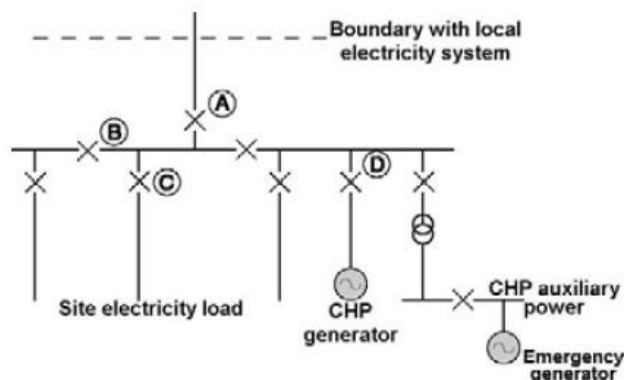 Boundary with local
electricity system
A
B
C
D
Site electricity load
CHP
generator
CHP auxiliary
power
Emergency
generator